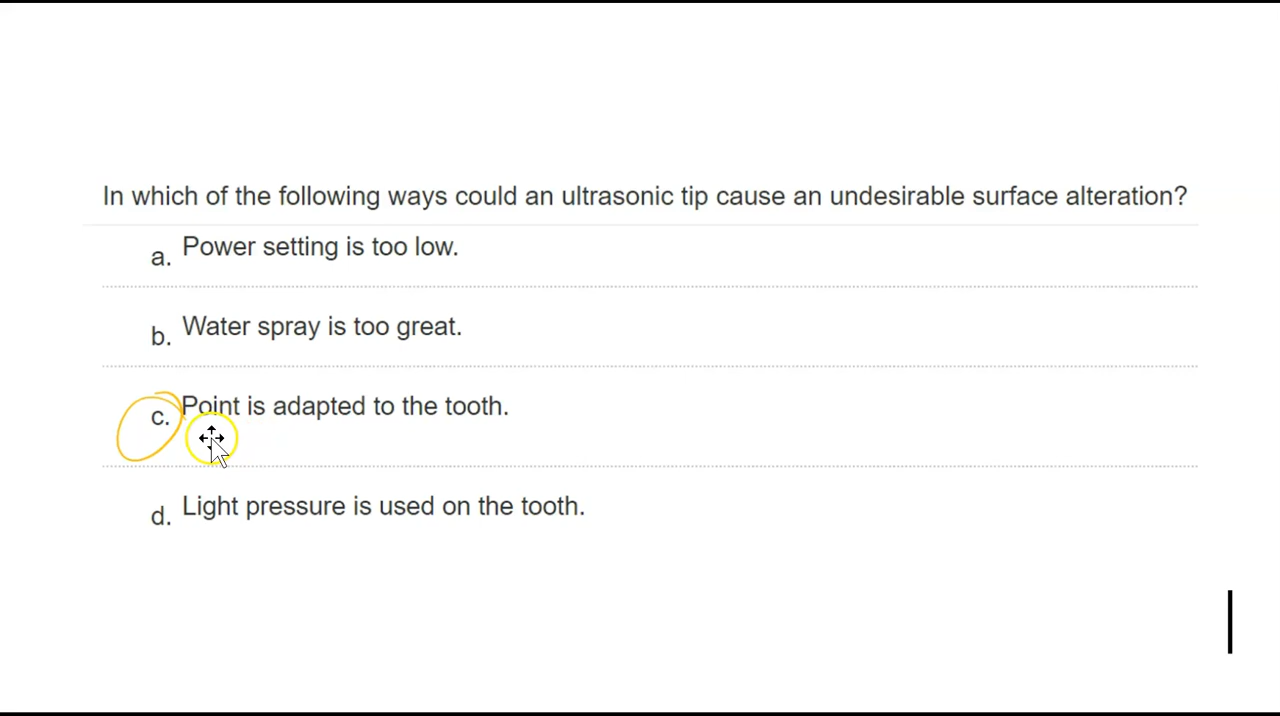 In which of the following ways could an ultrasonic tip cause an undesirable surface alteration?
a. Power setting is too low.
b. Water spray is too great.
c. Point is adapted to the tooth.
d. Light pressure is used on the tooth.